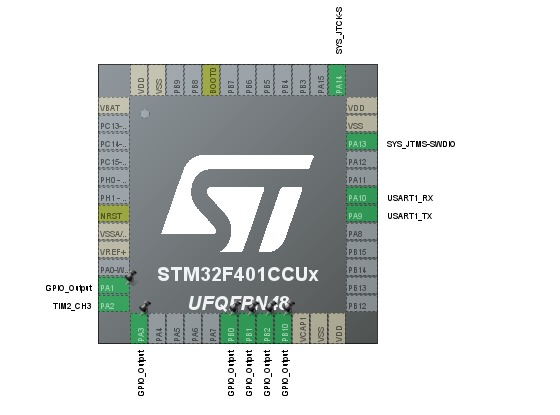 SYS_JTCK-S
VDD
VSS
PB9
PB8
BOOT0
PB7
PB6
PB5
PB4
PB3
PA15
PA14
VBAT
PC13-..
PC14-..
PC15-..
PH0-..
PH1-..
NRST
VSSA/..
VREF+
PA0-W..
GPIO_Output PA1
TIM2_CH3 PA2
VDD
VSS
PA13 SYS_JTMS-SWDIO
PA12
PA11
PA10 USART1_RX
PA9 USART1_TX
PA8
PB15
PB14
PB13
PB12
ST
STM32F401CCUx
UFQFPN48
PA3
PA4
PA5
PA6
PA7
PB0
PB1
PB2
PB10
VCAP1
VSS
VDD
GPIO_Output
GPIO_Output
GPIO_Output
GPIO_Output
GPIO_Output